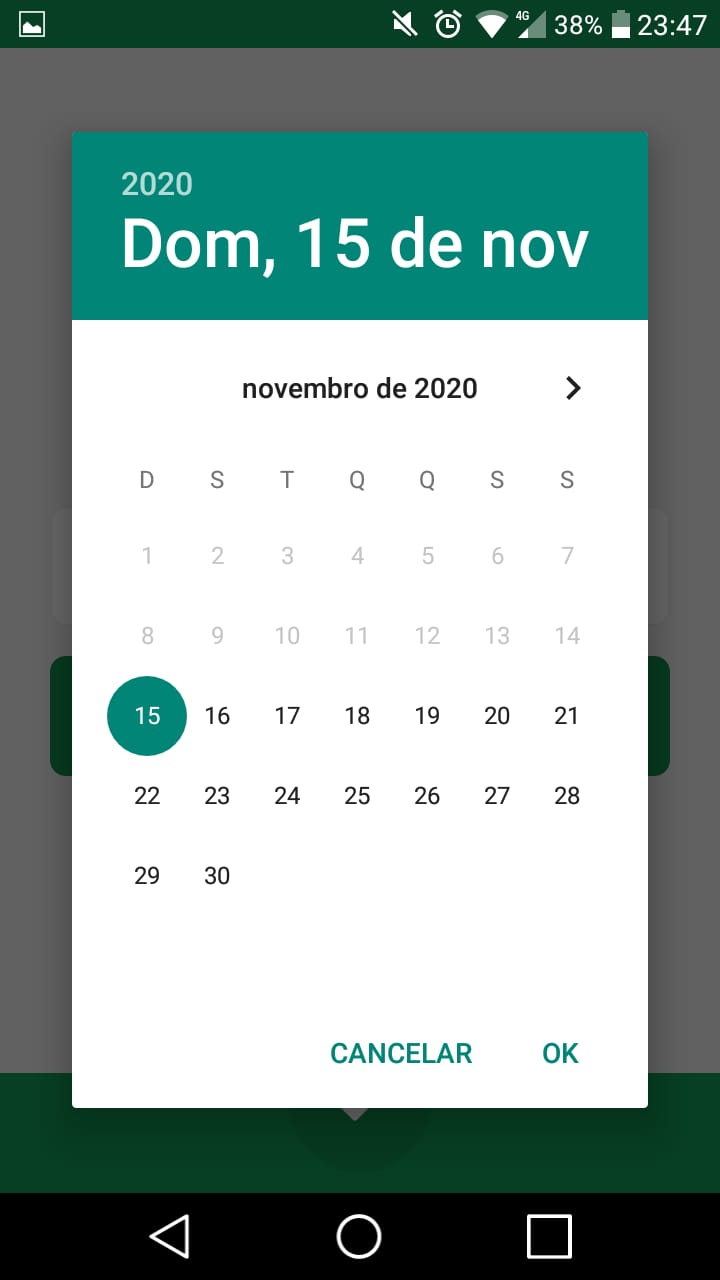 4G 38% 23:47
2020
Dom, 15 de nov
novembro de 2020
D S T Q Q S S
1 2 3 4 5 6 7
8 9 10 11 12 13 14
15 16 17 18 19 20 21
22 23 24 25 26 27 28
29 30
CANCELAR OK